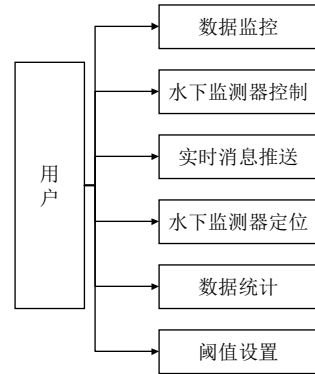 用户
数据监控
水下监测器控制
实时消息推送
水下监测器定位
数据统计
阈值设置